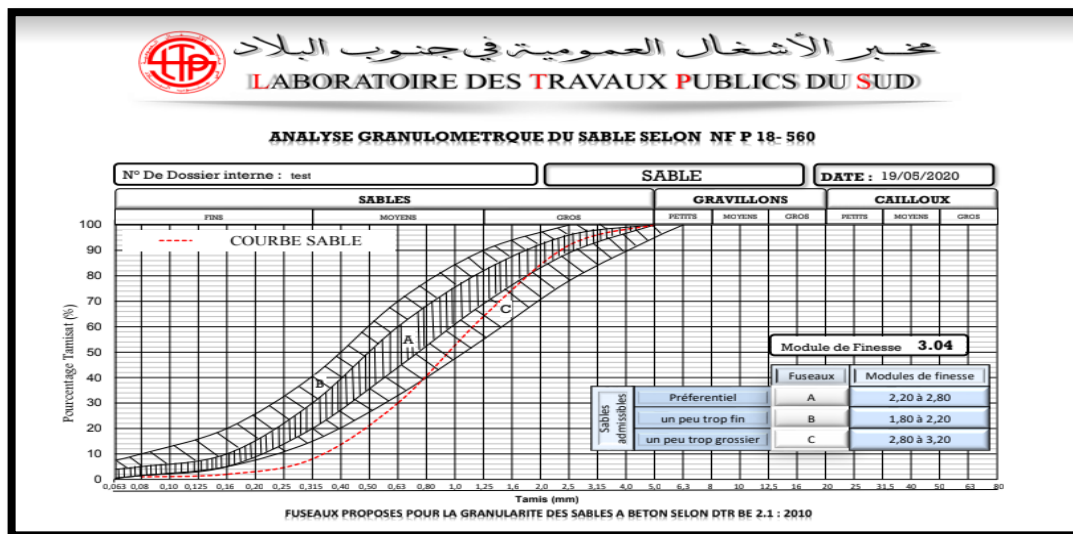 مخبر الأشغال العمومية في جنوب البلاد
LABORATOIRE DES TRAVAUX PUBLICS DU SUD
ANALYSE GRANULOMETRQUE DU SABLE SELON NF P 18- 560
N° De Dossier interne : test
SABLE
DATE : 19/05/2020
SABLES GRAVILLONS CAILLOUX
FINS MOYENS GROS PETITS MOYENS GROS PETITS MOYENS GROS
COURBE SABLE
Pourcentage Tamisat (%)
100
90
80
70
60
50
40
30
20
10
0
A
B
C
Module de Finesse 3.04
Fuseaux Modules de finesse
Sables admissibles
Préferentiel A 2,20 à 2,80
un peu trop fin B 1,80 à 2,20
un peu trop grossier C 2,80 à 3,20
0,063 0,08 0,10 0,125 0,16 0,20 0,25 0,315 0,40 0,50 0,63 0,80 1,0 1,25 1,6 2,0 2,5 3,15 4,0 5,0 6,3 8 10 12,5 16 20 25 31,5 40 50 63 80
Tamis (mm)
FUSEAUX PROPOSES POUR LA GRANULARITE DES SABLES A BETON SELON DTR BE 2.1 : 2010